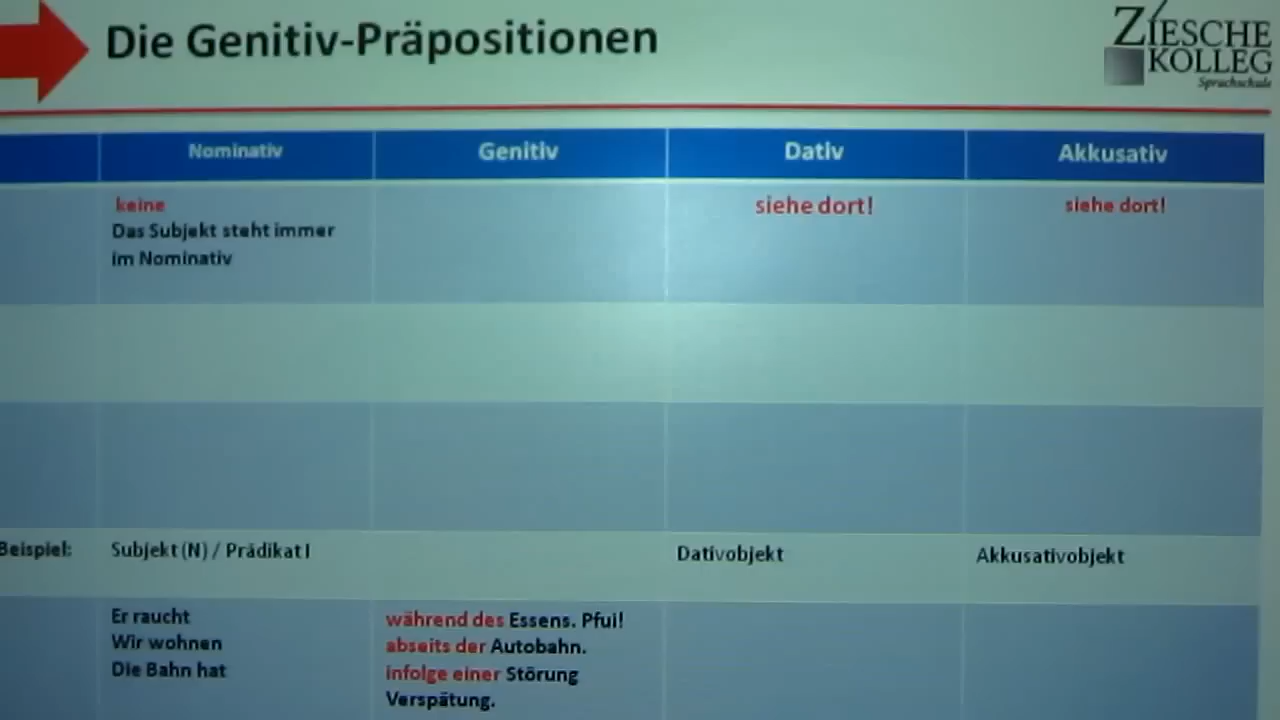 Die Genitiv-Präpositionen
ZIESCHE
KOLLEG
Sprachschule
Nominativ Genitiv Dativ Akkusativ
keine siehe dort! siehe dort!
Das Subjekt steht immer
im Nominativ
Beispiel: Subjekt (N) / Prädikat I Dativobjekt Akkusativobjekt
Er raucht während des Essens. Pfui!
Wir wohnen abseits der Autobahn.
Die Bahn hat infolge einer Störung
Verspätung.